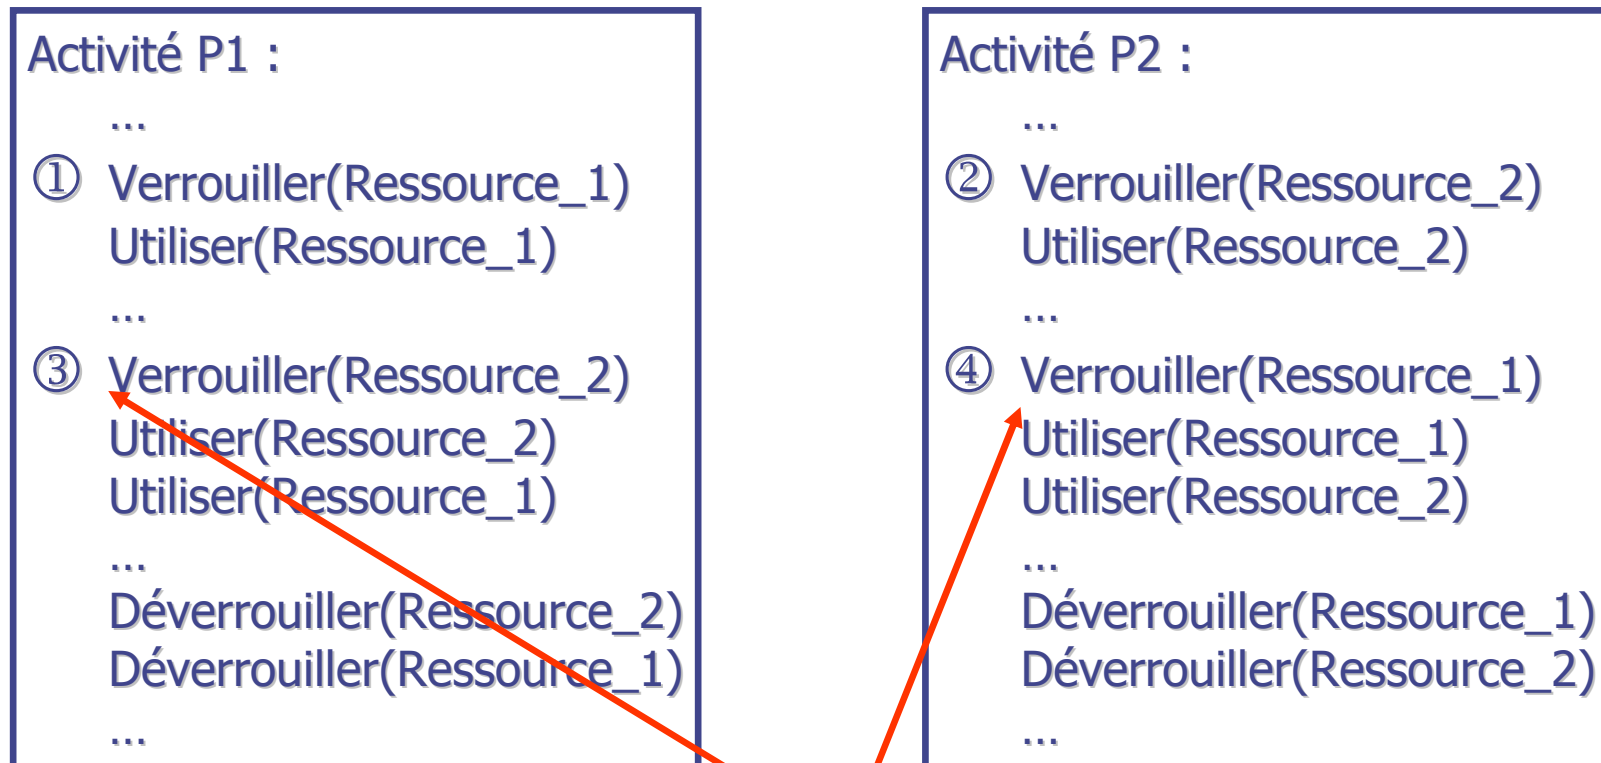 Activité P1 :
…
① Verrouiller(Ressource_1)
Utiliser(Ressource_1)
…
③ Verrouiller(Ressource_2)
Utiliser(Ressource_2)
Utiliser(Ressource_1)
…
Déverrouiller(Ressource_2)
Déverrouiller(Ressource_1)
…
Activité P2 :
…
② Verrouiller(Ressource_2)
Utiliser(Ressource_2)
…
④ Verrouiller(Ressource_1)
Utiliser(Ressource_1)
Utiliser(Ressource_2)
…
Déverrouiller(Ressource_1)
Déverrouiller(Ressource_2)
…